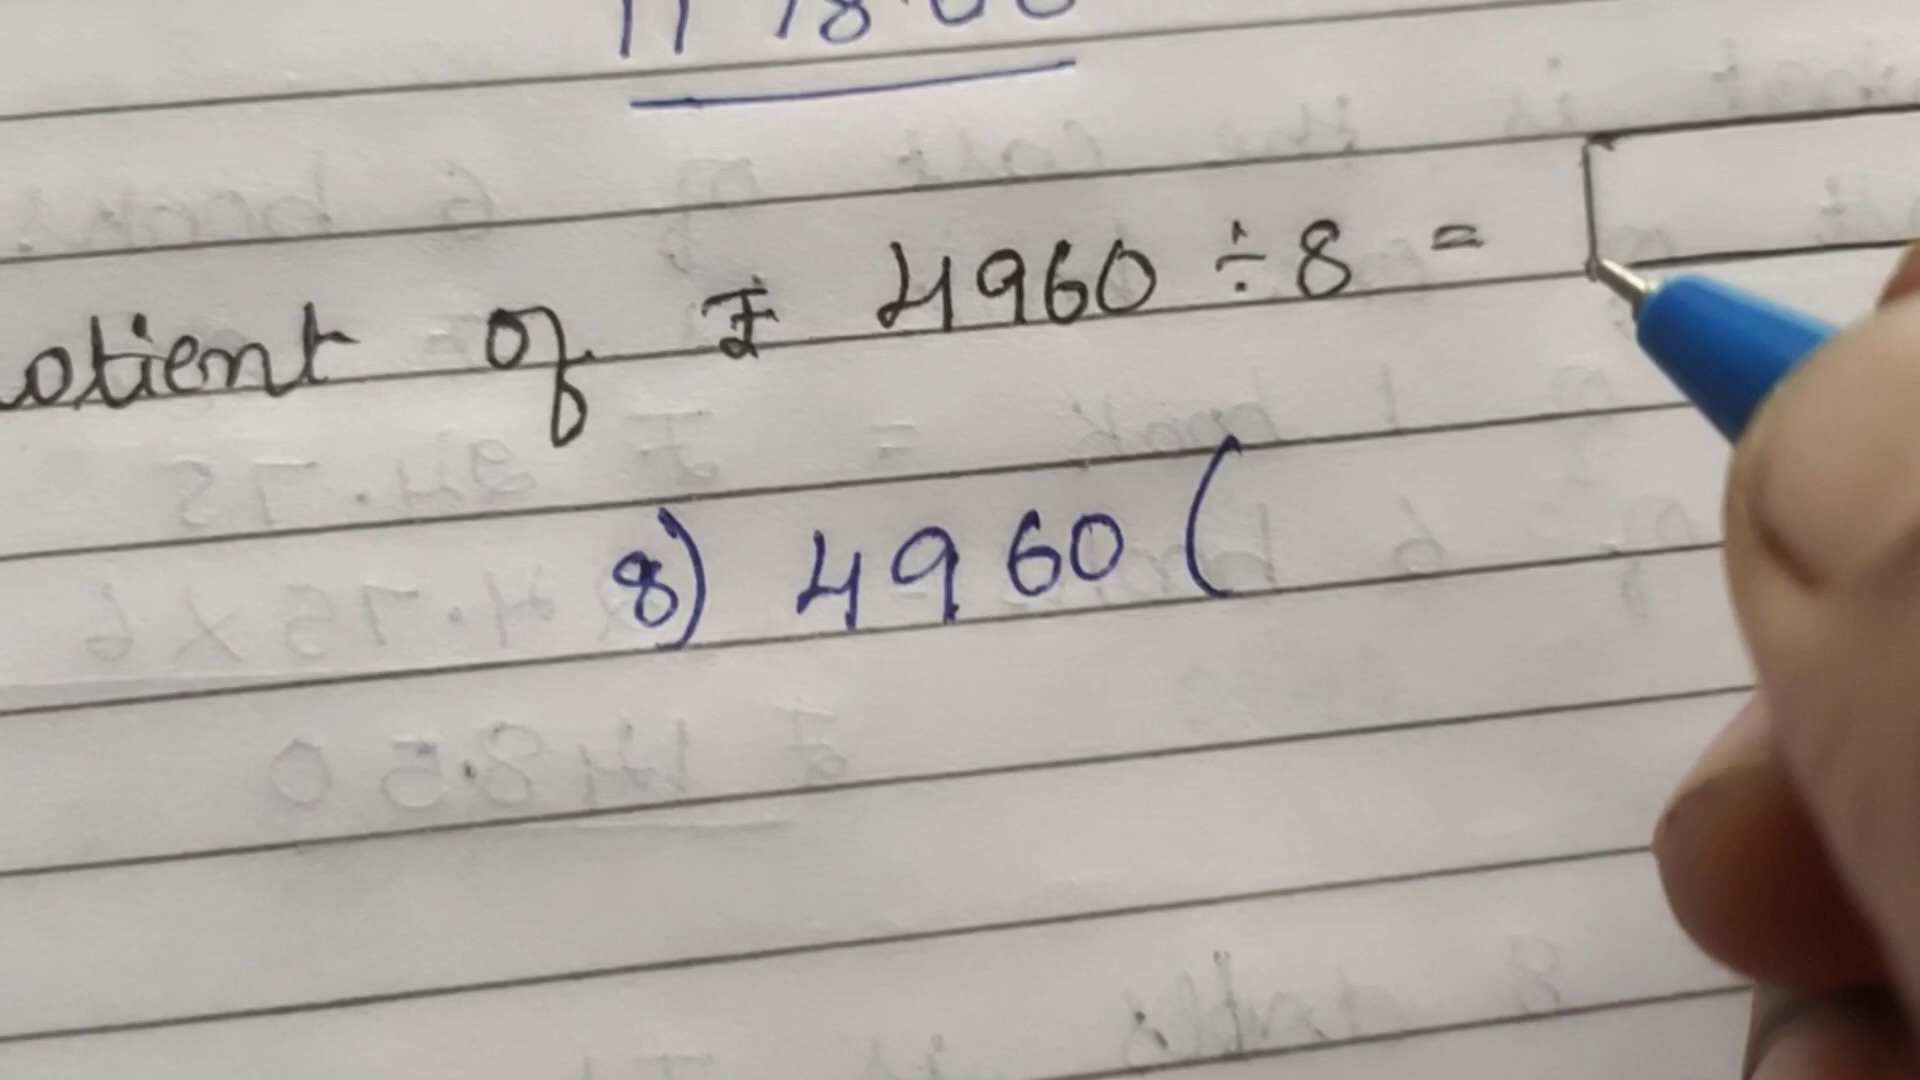 otient of ₹ 4960 ÷ 8 =
8) 4960 (